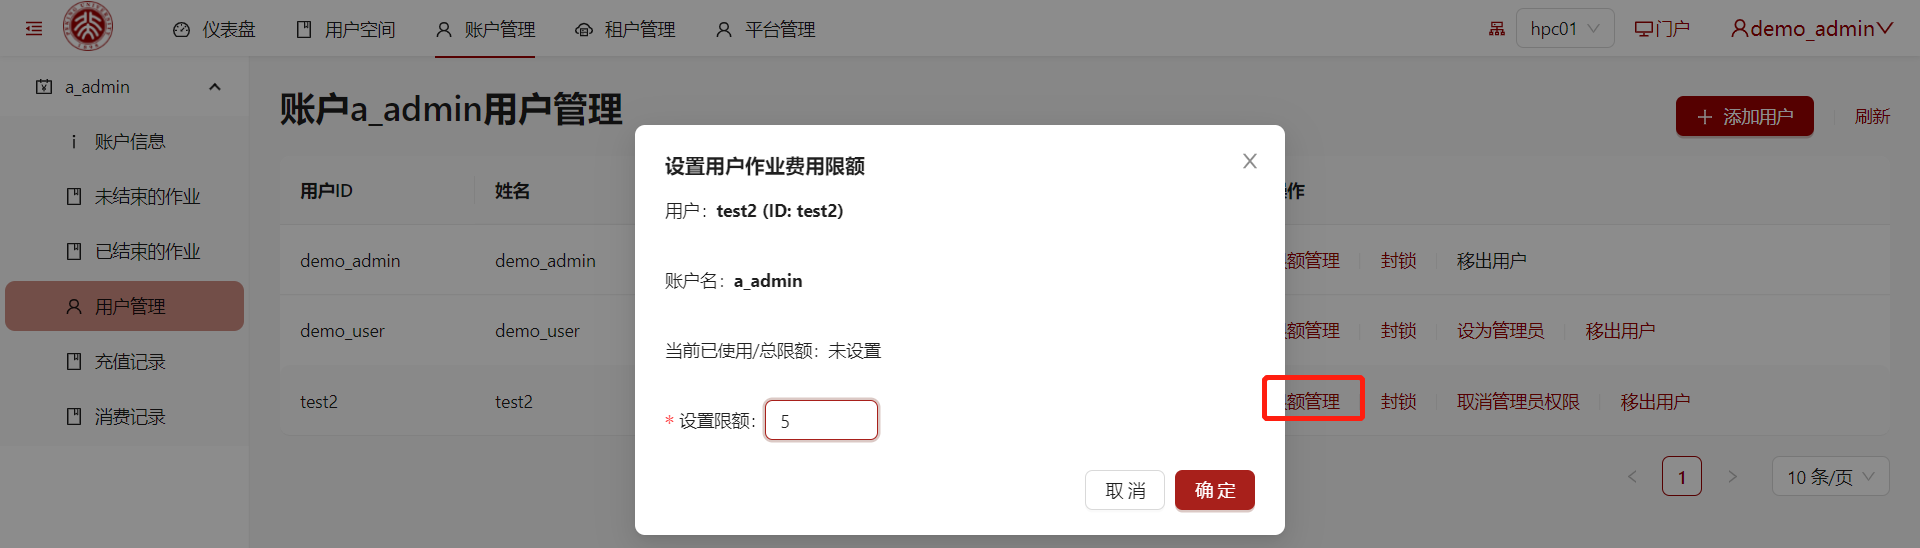 仪表盘 用户空间 账户管理 租户管理 平台管理 hpc01 门户 demo_admin
a_admin
账户信息
未结束的作业
已结束的作业
用户管理
充值记录
消费记录
账户a_admin用户管理
添加用户 刷新
用户ID 姓名 作
demo_admin demo_admin 额管理 封锁 移出用户
demo_user demo_user 额管理 封锁 设为管理员 移出用户
test2 test2 额管理 封锁 取消管理员权限 移出用户
1 10 条/页
设置用户作业费用限额
用户: test2 (ID: test2)
账户名: a_admin
当前已使用/总限额: 未设置
* 设置限额: 5
取 消 确 定